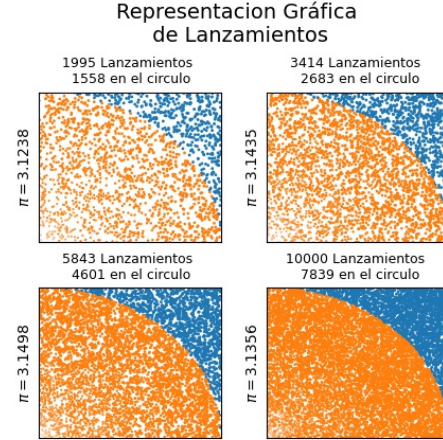 Representacion Gráfica
de Lanzamientos
1995 Lanzamientos
1558 en el circulo
π = 3.1238
3414 Lanzamientos
2683 en el circulo
π = 3.1435
5843 Lanzamientos
4601 en el circulo
π = 3.1498
10000 Lanzamientos
7839 en el circulo
π = 3.1356